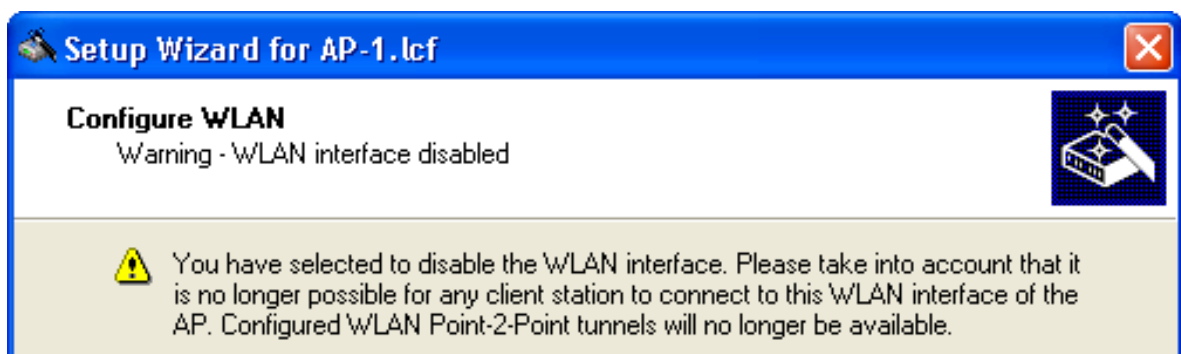 Setup Wizard for AP-1.lcf
Configure WLAN
Warning - WLAN interface disabled
You have selected to disable the WLAN interface. Please take into account that it
is no longer possible for any client station to connect to this WLAN interface of the
AP. Configured WLAN Point-2-Point tunnels will no longer be available.